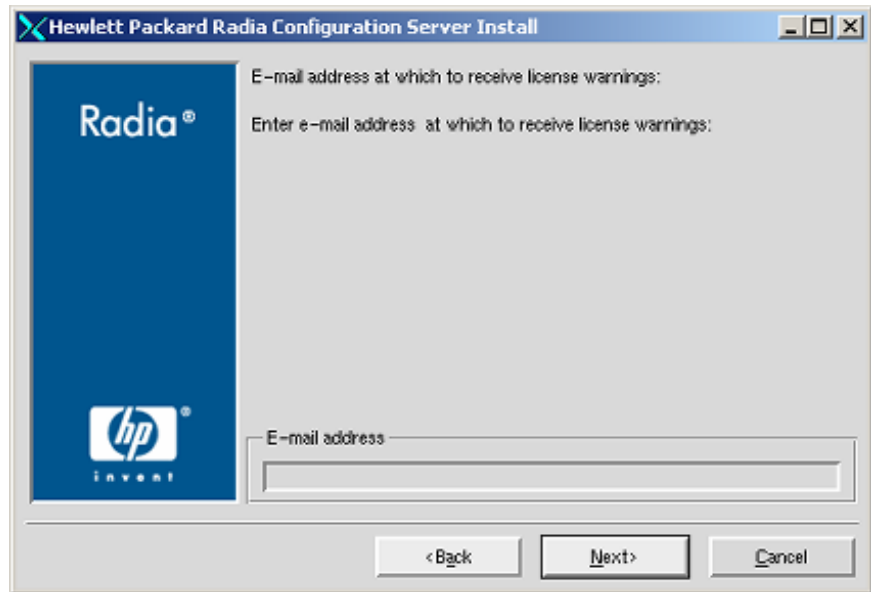 Hewlett Packard Radia Configuration Server Install
E-mail address at which to receive license warnings:
Radia®
Enter e-mail address at which to receive license warnings:
hp®
invent
E-mail address
<Back
Next>
Cancel